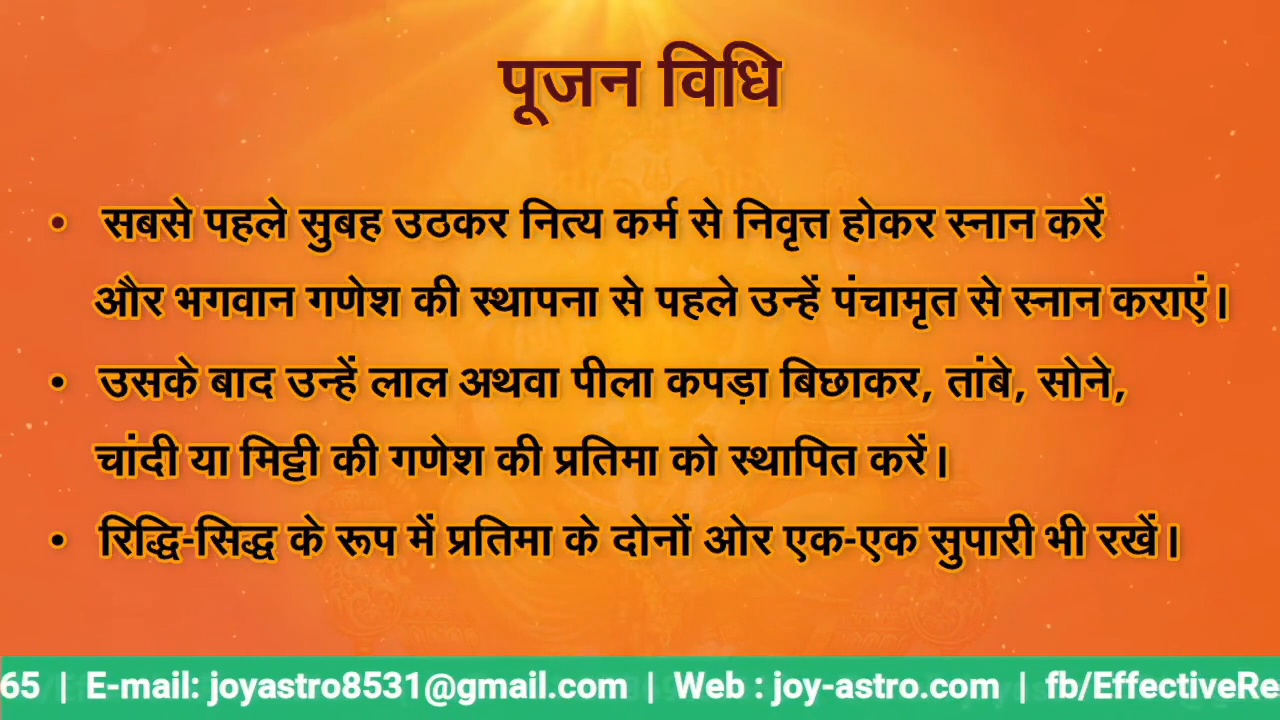 पूजन विधि
• सबसे पहले सुबह उठकर नित्य कर्म से निवृत्त होकर स्नान करें
और भगवान गणेश की स्थापना से पहले उन्हें पंचामृत से स्नान कराएं।
• उसके बाद उन्हें लाल अथवा पीला कपड़ा बिछाकर, तांबे, सोने,
चांदी या मिट्टी की गणेश की प्रतिमा को स्थापित करें।
• रिद्धि-सिद्ध के रूप में प्रतिमा के दोनों ओर एक-एक सुपारी भी रखें।
65 | E-mail: joyastro8531@gmail.com | Web : joy-astro.com | fb/EffectiveRe